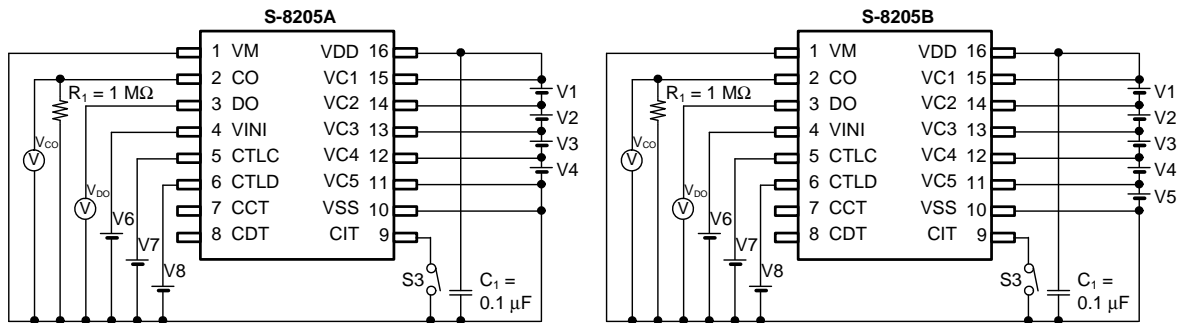 S-8205A
1 VM VDD 16
2 CO VC1 15
3 DO VC2 14
4 VINI VC3 13
5 CTLC VC4 12
6 CTLD VC5 11
7 CCT VSS 10
8 CDT CIT 9
R₁ = 1 MΩ
V_CO
V
V_DO
V
V6
V7
V8
V1
V2
V3
V4
S3
C₁ =
0.1 μF
S-8205B
1 VM VDD 16
2 CO VC1 15
3 DO VC2 14
4 VINI VC3 13
5 CTLC VC4 12
6 CTLD VC5 11
7 CCT VSS 10
8 CDT CIT 9
R₁ = 1 MΩ
V_CO
V
V_DO
V
V6
V7
V8
V1
V2
V3
V4
V5
S3
C₁ =
0.1 μF